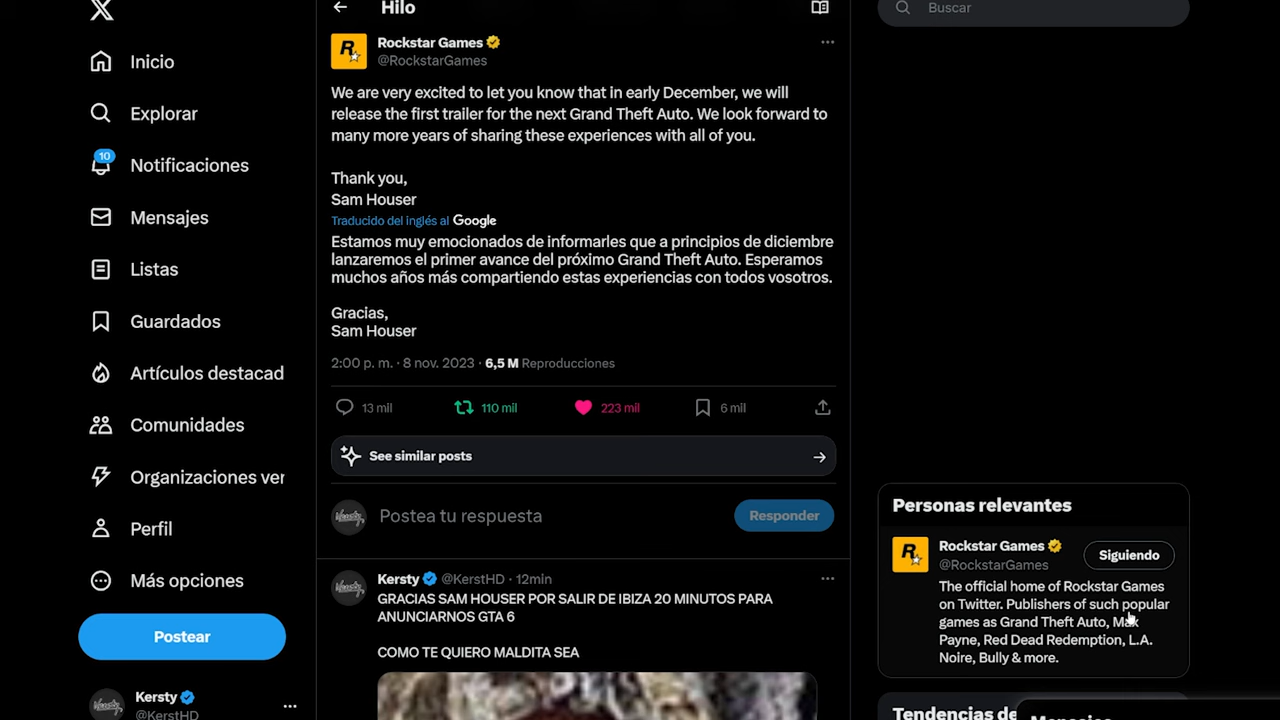 Inicio
Explorar
10
Notificaciones
Mensajes
Listas
Guardados
Artículos destacad
Comunidades
Organizaciones ver
Perfil
Más opciones
Postear
Kersty
@KerstHD
Hilo
Rockstar Games
@RockstarGames
We are very excited to let you know that in early December, we will
release the first trailer for the next Grand Theft Auto. We look forward to
many more years of sharing these experiences with all of you.
Thank you,
Sam Houser
Traducido del inglés al Google
Estamos muy emocionados de informarles que a principios de diciembre
lanzaremos el primer avance del próximo Grand Theft Auto. Esperamos
muchos años más compartiendo estas experiencias con todos vosotros.
Gracias,
Sam Houser
2:00 p. m. · 8 nov. 2023 · 6,5 M Reproducciones
13 mil 110 mil 223 mil 6 mil
See similar posts
Postea tu respuesta
Responder
Kersty @KerstHD · 12min
GRACIAS SAM HOUSER POR SALIR DE IBIZA 20 MINUTOS PARA
ANUNCIARNOS GTA 6
COMO TE QUIERO MALDITA SEA
Buscar
Personas relevantes
Rockstar Games
@RockstarGames
Siguiendo
The official home of Rockstar Games
on Twitter. Publishers of such popular
games as Grand Theft Auto, Max
Payne, Red Dead Redemption, L.A.
Noire, Bully & more.
Tendencias de
Mensajes